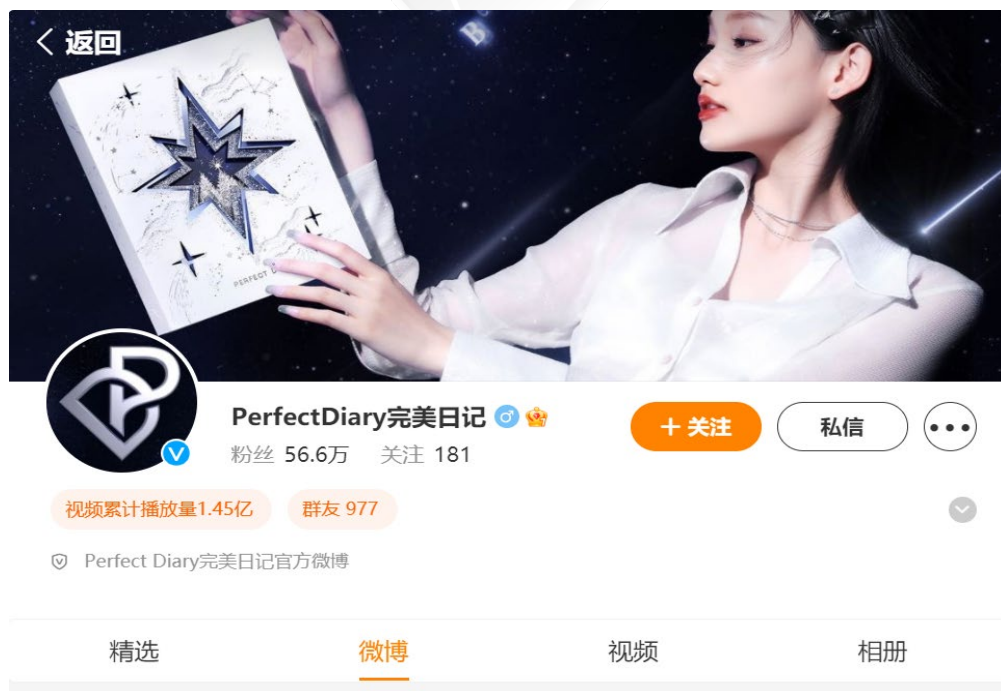 返回
PERFECT
PerfectDiary完美日记
+ 关注
私信
粉丝 56.6万 关注 181
视频累计播放量1.45亿 群友 977
Perfect Diary完美日记官方微博
精选 微博 视频 相册